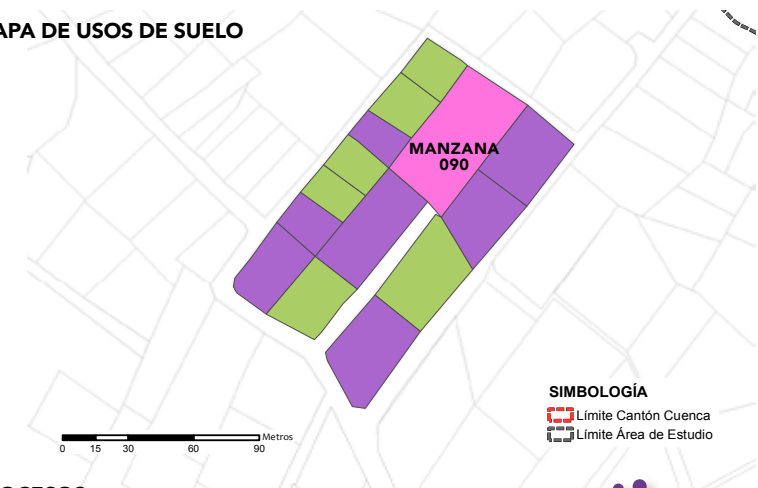 APA DE USOS DE SUELO
MANZANA
090
SIMBOLOGÍA
Límite Cantón Cuenca
Límite Área de Estudio
Metros
0 15 30 60 90